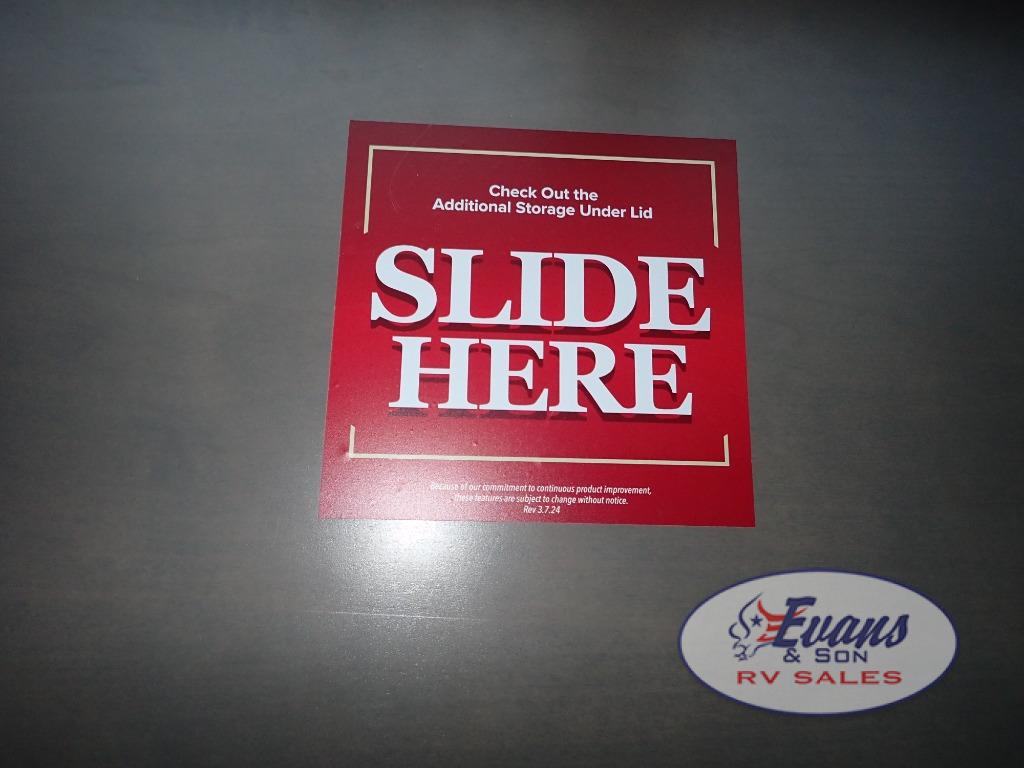 Check Out the
Additional Storage Under Lid
SLIDE
HERE
Because of our commitment to continuous product improvement,
these features are subject to change without notice.
Rev 3.7.24
Evans
& SON
RV SALES